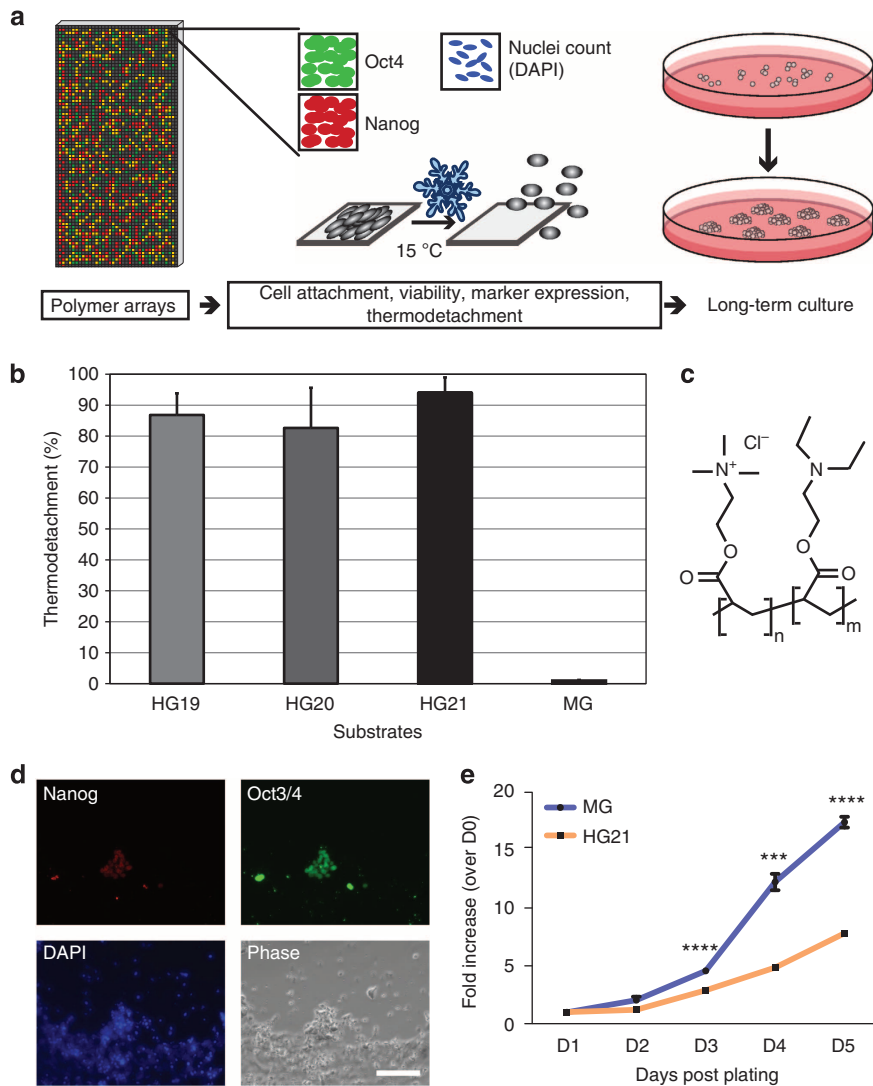 a
Oct4
Nanog
Nuclei count
(DAPI)
15 °C
Polymer arrays
Cell attachment, viability, marker expression,
thermodetachment
Long-term culture
b
Thermodetachment (%)
100
90
80
70
60
50
40
30
20
10
0
HG19 HG20 HG21 MG
Substrates
c
Cl⁻
N⁺ N
O O
O O
n m
d
Nanog Oct3/4
DAPI Phase
e
Fold increase (over D0)
20
15
10
5
0
MG
HG21
****
***
****
D1 D2 D3 D4 D5
Days post plating